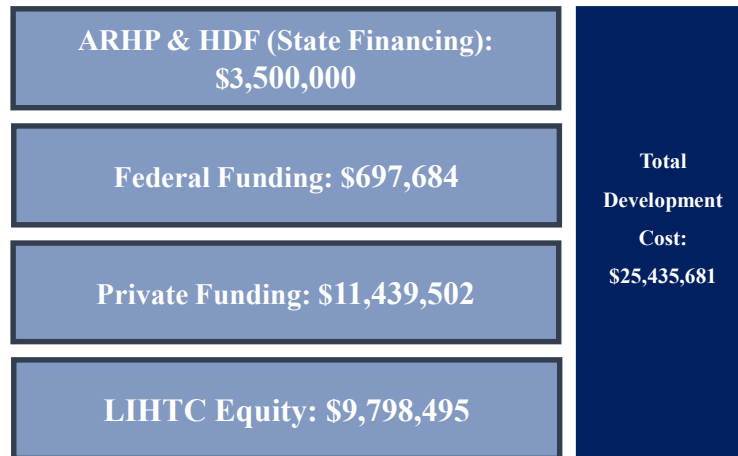 ARHP & HDF (State Financing):
$3,500,000
Federal Funding: $697,684
Private Funding: $11,439,502
LIHTC Equity: $9,798,495
Total
Development
Cost:
$25,435,681